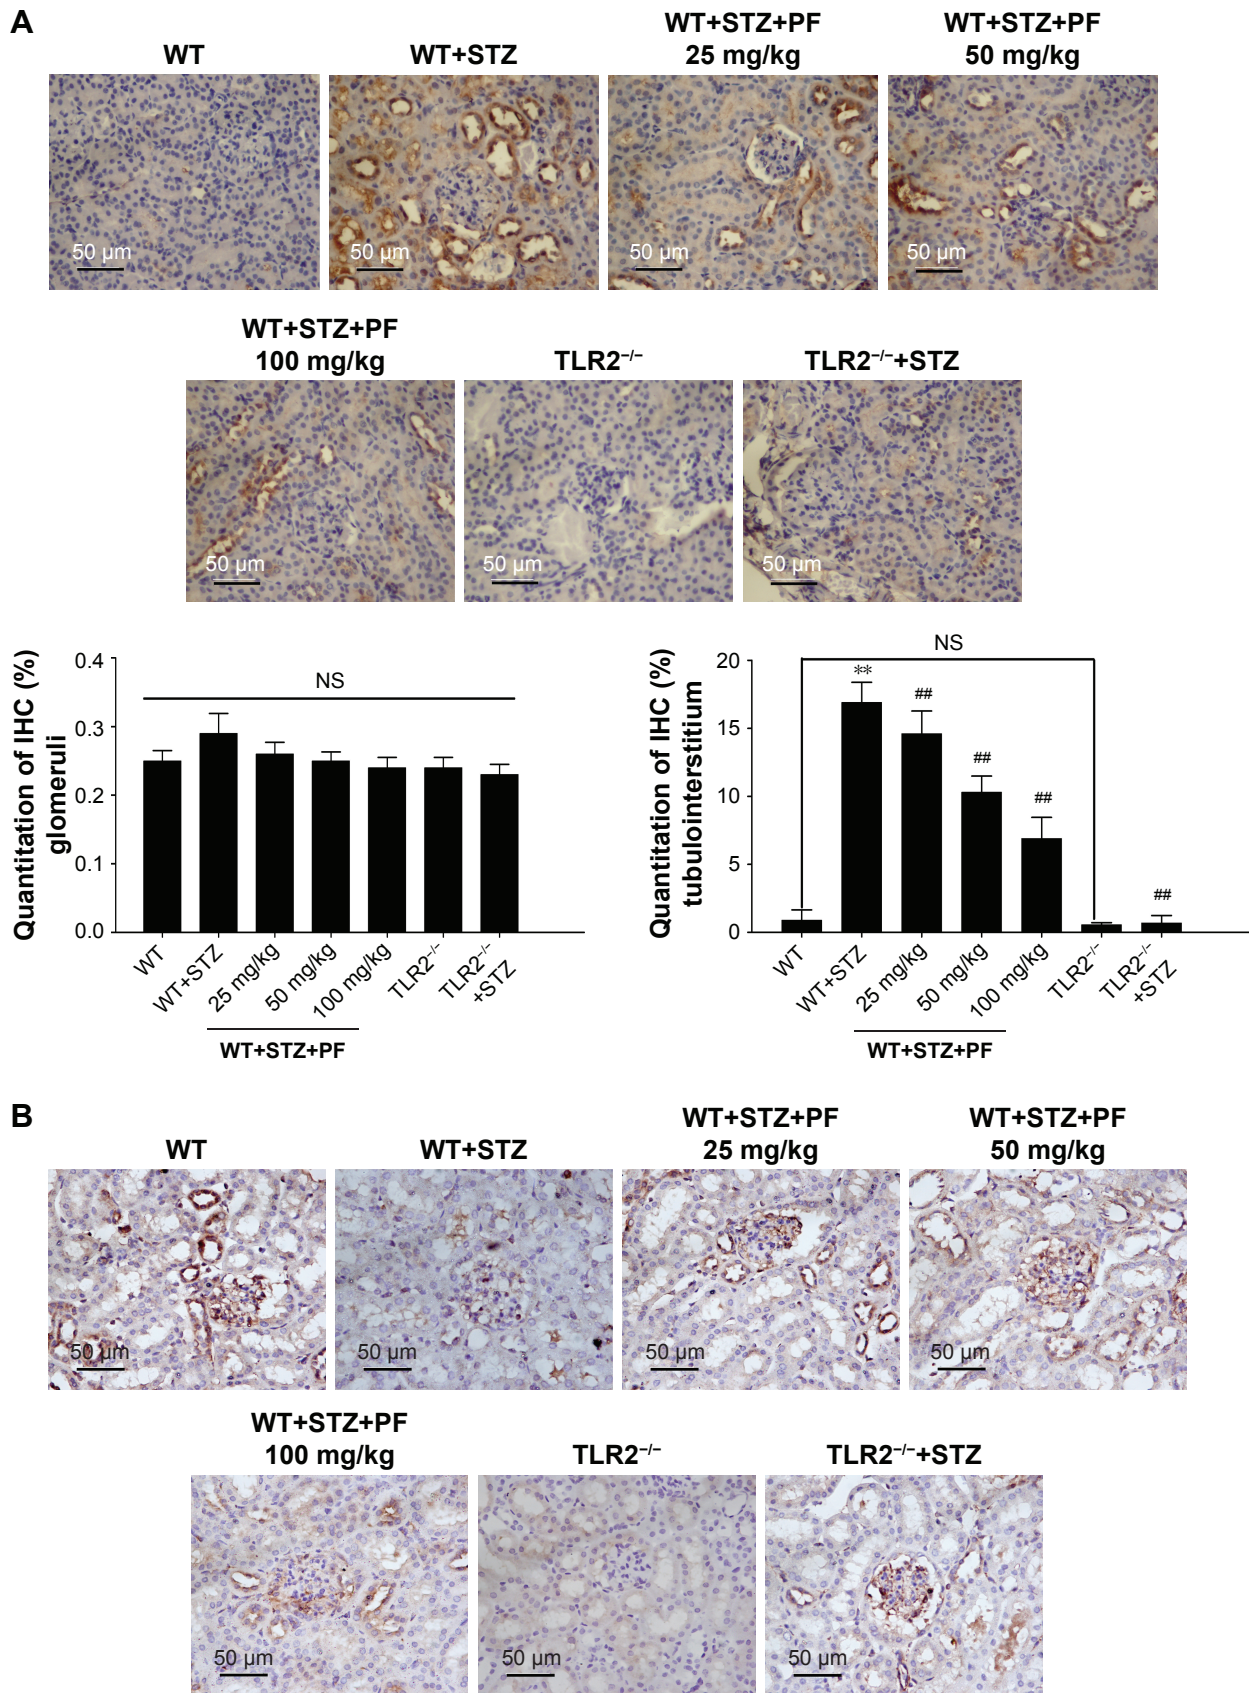 A
WT
WT+STZ
WT+STZ+PF
25 mg/kg
WT+STZ+PF
50 mg/kg
50 µm
50 µm
50 µm
50 µm
WT+STZ+PF
100 mg/kg
TLR2⁻/⁻
TLR2⁻/⁻+STZ
50 µm
50 µm
50 µm
Quantitation of IHC (%)
glomeruli
0.4
0.3
0.2
0.1
0.0
NS
WT
WT+STZ
25 mg/kg
50 mg/kg
100 mg/kg
TLR2⁻/⁻
TLR2⁻/⁻
+STZ
WT+STZ+PF
Quantitation of IHC (%)
tubulointerstitium
20
15
10
5
0
NS
**
##
##
##
##
WT
WT+STZ
25 mg/kg
50 mg/kg
100 mg/kg
TLR2⁻/⁻
TLR2⁻/⁻
+STZ
WT+STZ+PF
B
WT
WT+STZ
WT+STZ+PF
25 mg/kg
WT+STZ+PF
50 mg/kg
50 µm
50 µm
50 µm
50 µm
WT+STZ+PF
100 mg/kg
TLR2⁻/⁻
TLR2⁻/⁻+STZ
50 µm
50 µm
50 µm